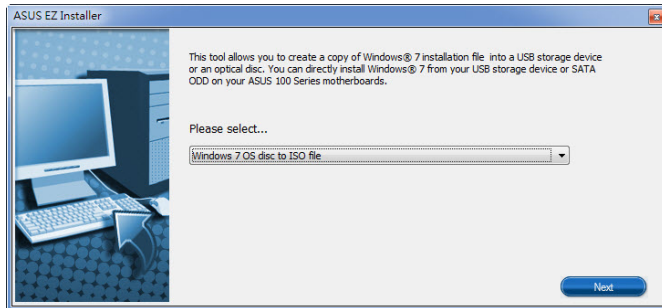 ASUS EZ Installer
This tool allows you to create a copy of Windows® 7 installation file into a USB storage device
or an optical disc. You can directly install Windows® 7 from your USB storage device or SATA
ODD on your ASUS 100 Series motherboards.
Please select...
Windows 7 OS disc to ISO file
Next